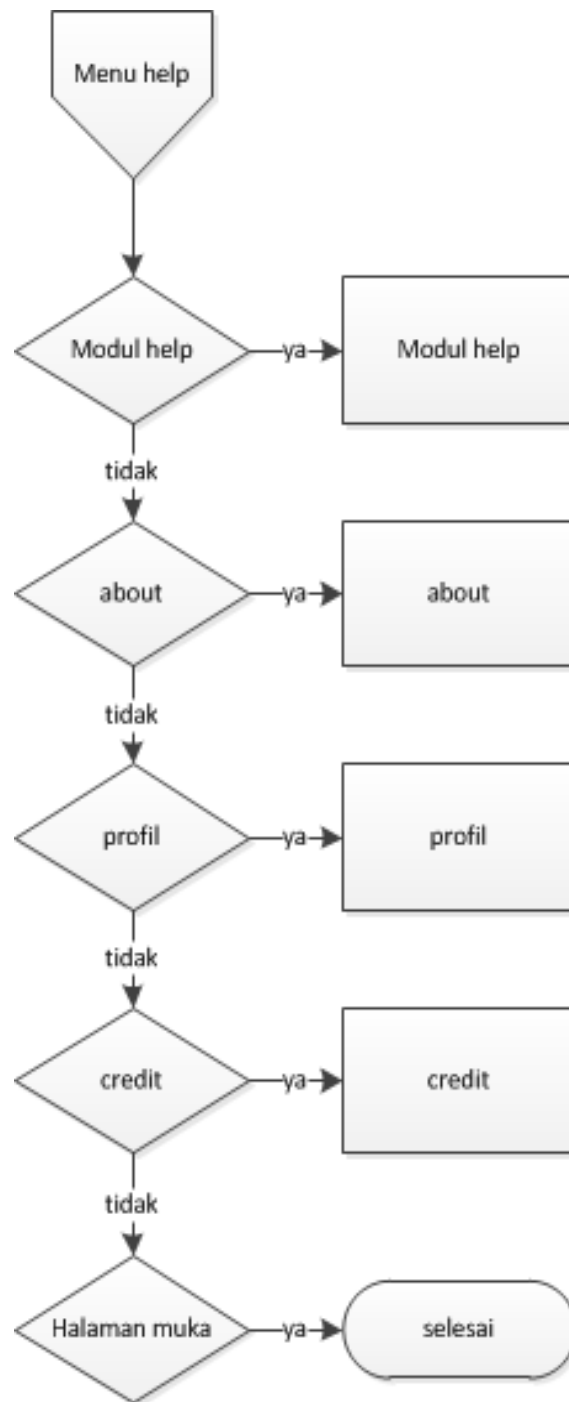 Menu help
Modul help
ya
Modul help
tidak
about
ya
about
tidak
profil
ya
profil
tidak
credit
ya
credit
tidak
Halaman muka
ya
selesai